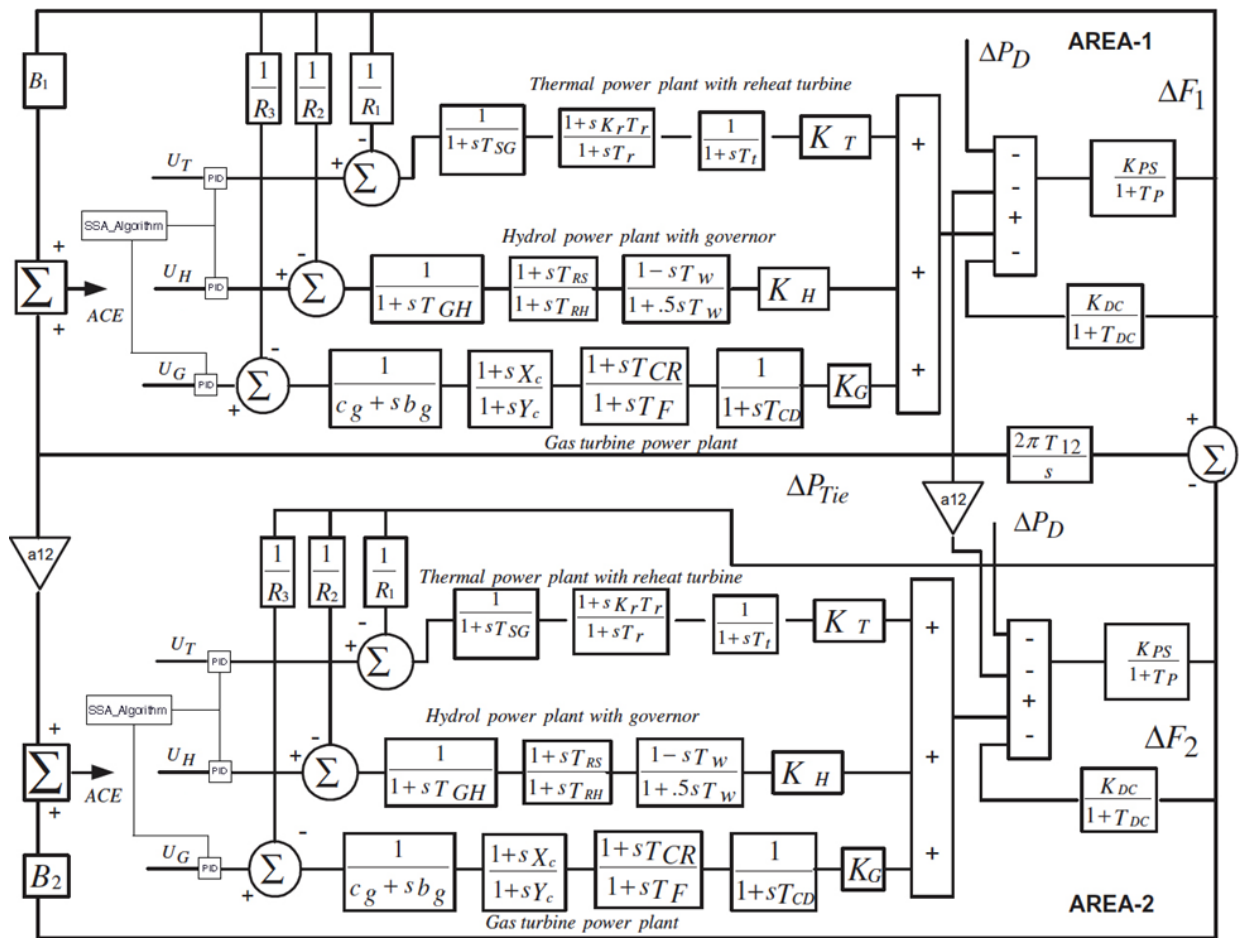 AREA-1
ΔP_D
ΔF_1
B_1
1/R_3
1/R_2
1/R_1
Thermal power plant with reheat turbine
1/(1+sT_SG)
(1+sK_rT_r)/(1+sT_r)
1/(1+sT_t)
K_T
+
-
-
+
-
K_PS/(1+T_P)
U_T
PID
+
-
Σ
SSA_Algorithm
Hydrol power plant with governor
+
+
Σ
ACE
U_H
PID
+
-
Σ
1/(1+sT_GH)
(1+sT_RS)/(1+sT_RH)
(1-sT_w)/(1+.5sT_w)
K_H
+
K_DC/(1+T_DC)
U_G
PID
+
-
Σ
1/(c_g+sb_g)
(1+sX_c)/(1+sY_c)
(1+sT_CR)/(1+sT_F)
1/(1+sT_CD)
K_G
+
Gas turbine power plant
2πT_12/s
+
-
Σ
ΔP_Tie
a12
a12
ΔP_D
1/R_3
1/R_2
1/R_1
Thermal power plant with reheat turbine
1/(1+sT_SG)
(1+sK_rT_r)/(1+sT_r)
1/(1+sT_t)
K_T
+
-
-
+
-
K_PS/(1+T_P)
U_T
PID
+
-
Σ
SSA_Algorithm
Hydrol power plant with governor
ΔF_2
+
+
Σ
ACE
U_H
PID
+
-
Σ
1/(1+sT_GH)
(1+sT_RS)/(1+sT_RH)
(1-sT_w)/(1+.5sT_w)
K_H
+
K_DC/(1+T_DC)
B_2
U_G
PID
+
-
Σ
1/(c_g+sb_g)
(1+sX_c)/(1+sY_c)
(1+sT_CR)/(1+sT_F)
1/(1+sT_CD)
K_G
+
Gas turbine power plant
AREA-2